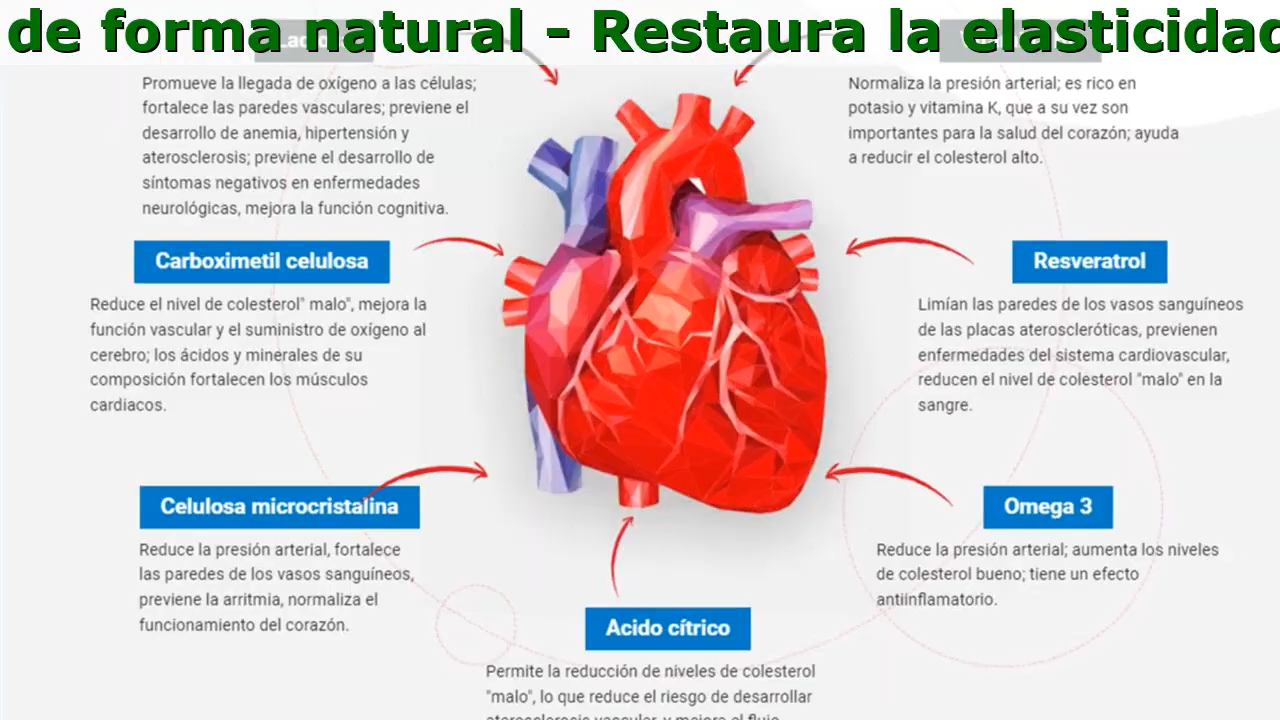 de forma natural - Restaura la elasticidad
Promueve la llegada de oxígeno a las células;
fortalece las paredes vasculares; previene el
desarrollo de anemia, hipertensión y
aterosclerosis; previene el desarrollo de
síntomas negativos en enfermedades
neurológicas, mejora la función cognitiva.
Normaliza la presión arterial; es rico en
potasio y vitamina K, que a su vez son
importantes para la salud del corazón; ayuda
a reducir el colesterol alto.
Carboximetil celulosa
Reduce el nivel de colesterol" malo", mejora la
función vascular y el suministro de oxígeno al
cerebro; los ácidos y minerales de su
composición fortalecen los músculos
cardiacos.
Resveratrol
Limían las paredes de los vasos sanguíneos
de las placas ateroscleróticas, previenen
enfermedades del sistema cardiovascular,
reducen el nivel de colesterol "malo" en la
sangre.
Celulosa microcristalina
Reduce la presión arterial, fortalece
las paredes de los vasos sanguíneos,
previene la arritmia, normaliza el
funcionamiento del corazón.
Omega 3
Reduce la presión arterial; aumenta los niveles
de colesterol bueno; tiene un efecto
antiinflamatorio.
Acido cítrico
Permite la reducción de niveles de colesterol
"malo", lo que reduce el riesgo de desarrollar
aterosclerosis vascular y mejora el flujo